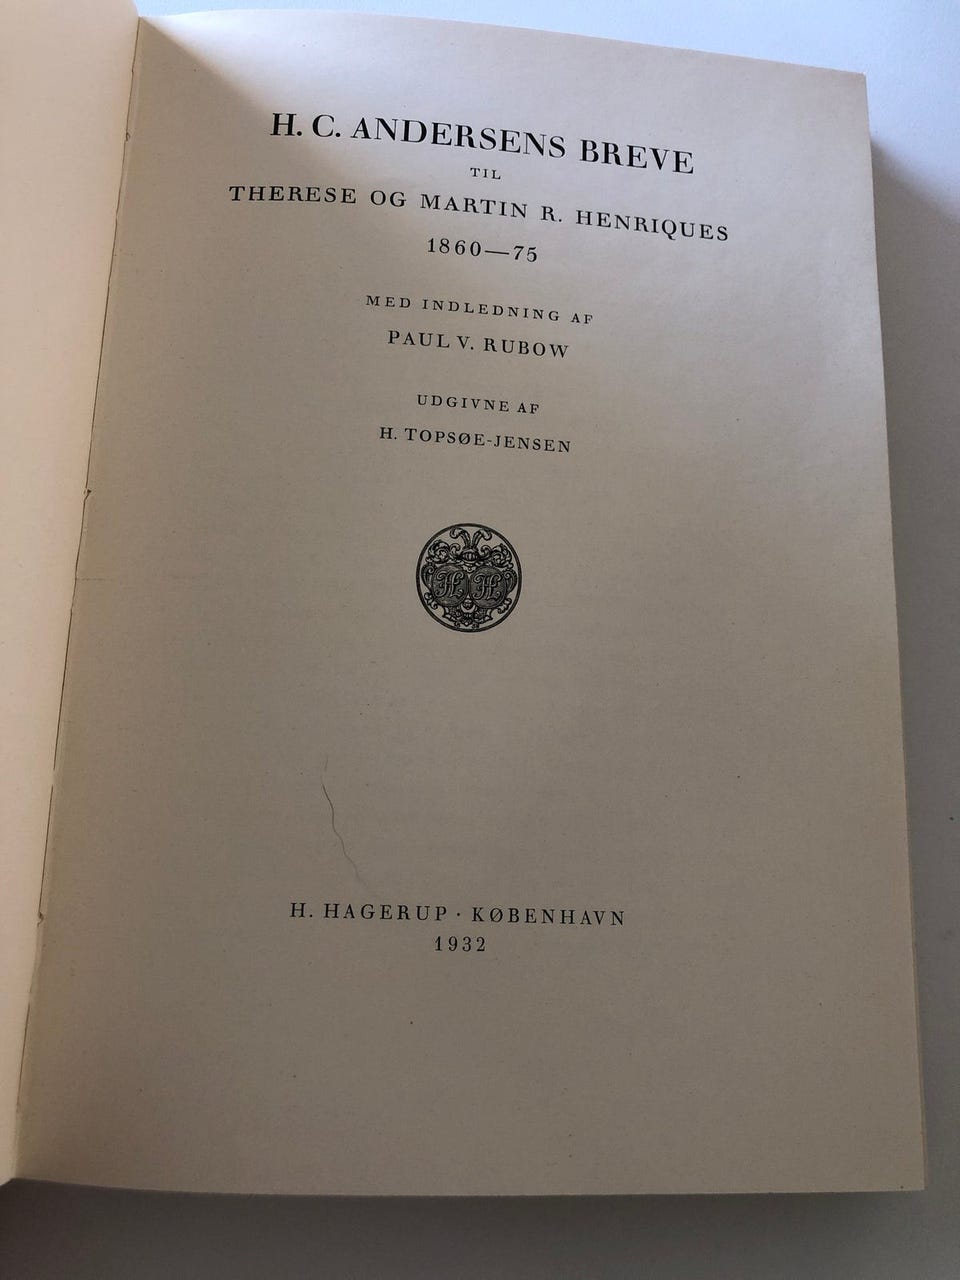 H. C. ANDERSENS BREVE
TIL
THERESE OG MARTIN R. HENRIQUES
1860—75
MED INDLEDNING AF
PAUL V. RUBOW
UDGIVNE AF
H. TOPSØE-JENSEN
H H
H. HAGERUP · KØBENHAVN
1932